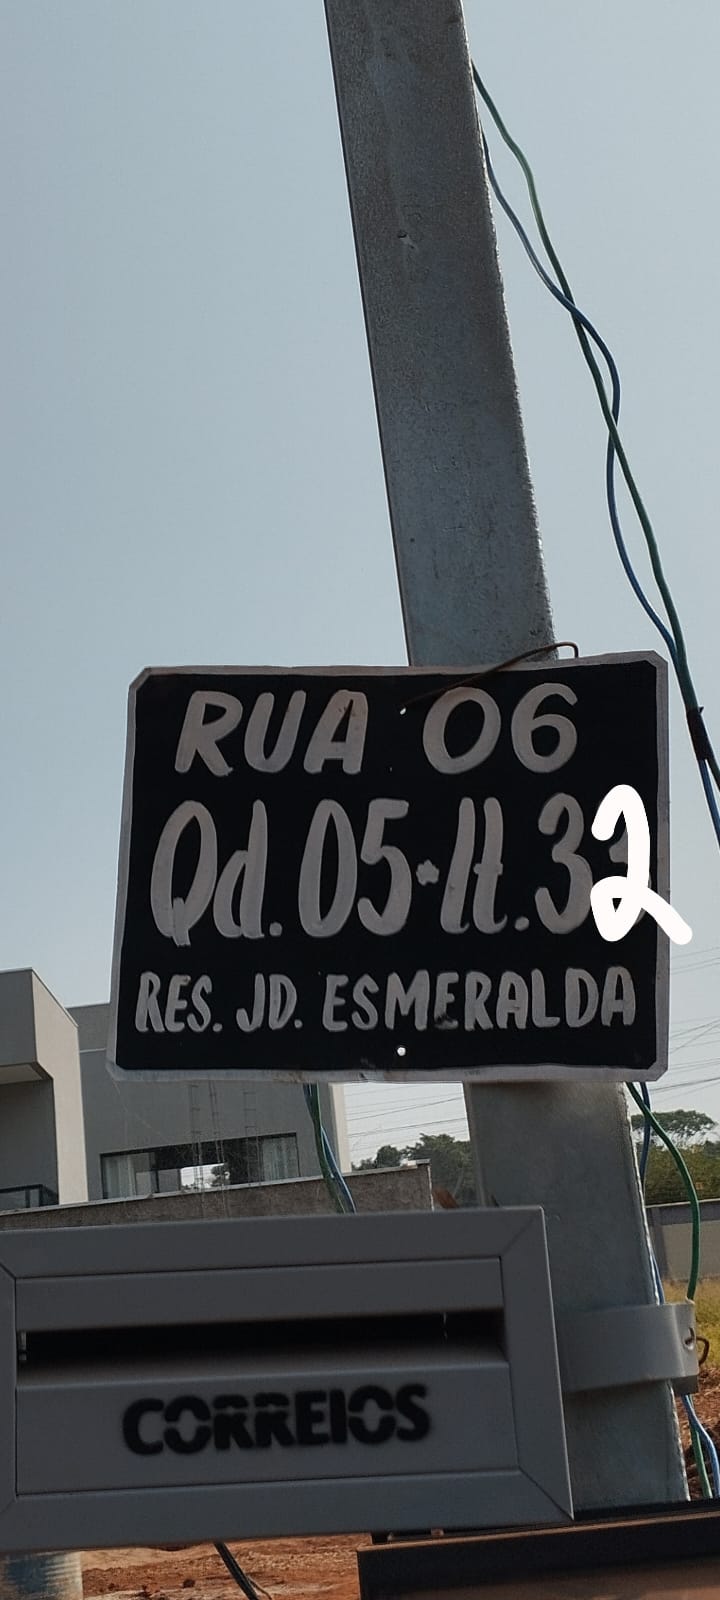 RUA 06
Qd. 05·lt. 32
RES. JD. ESMERALDA
CORREIOS